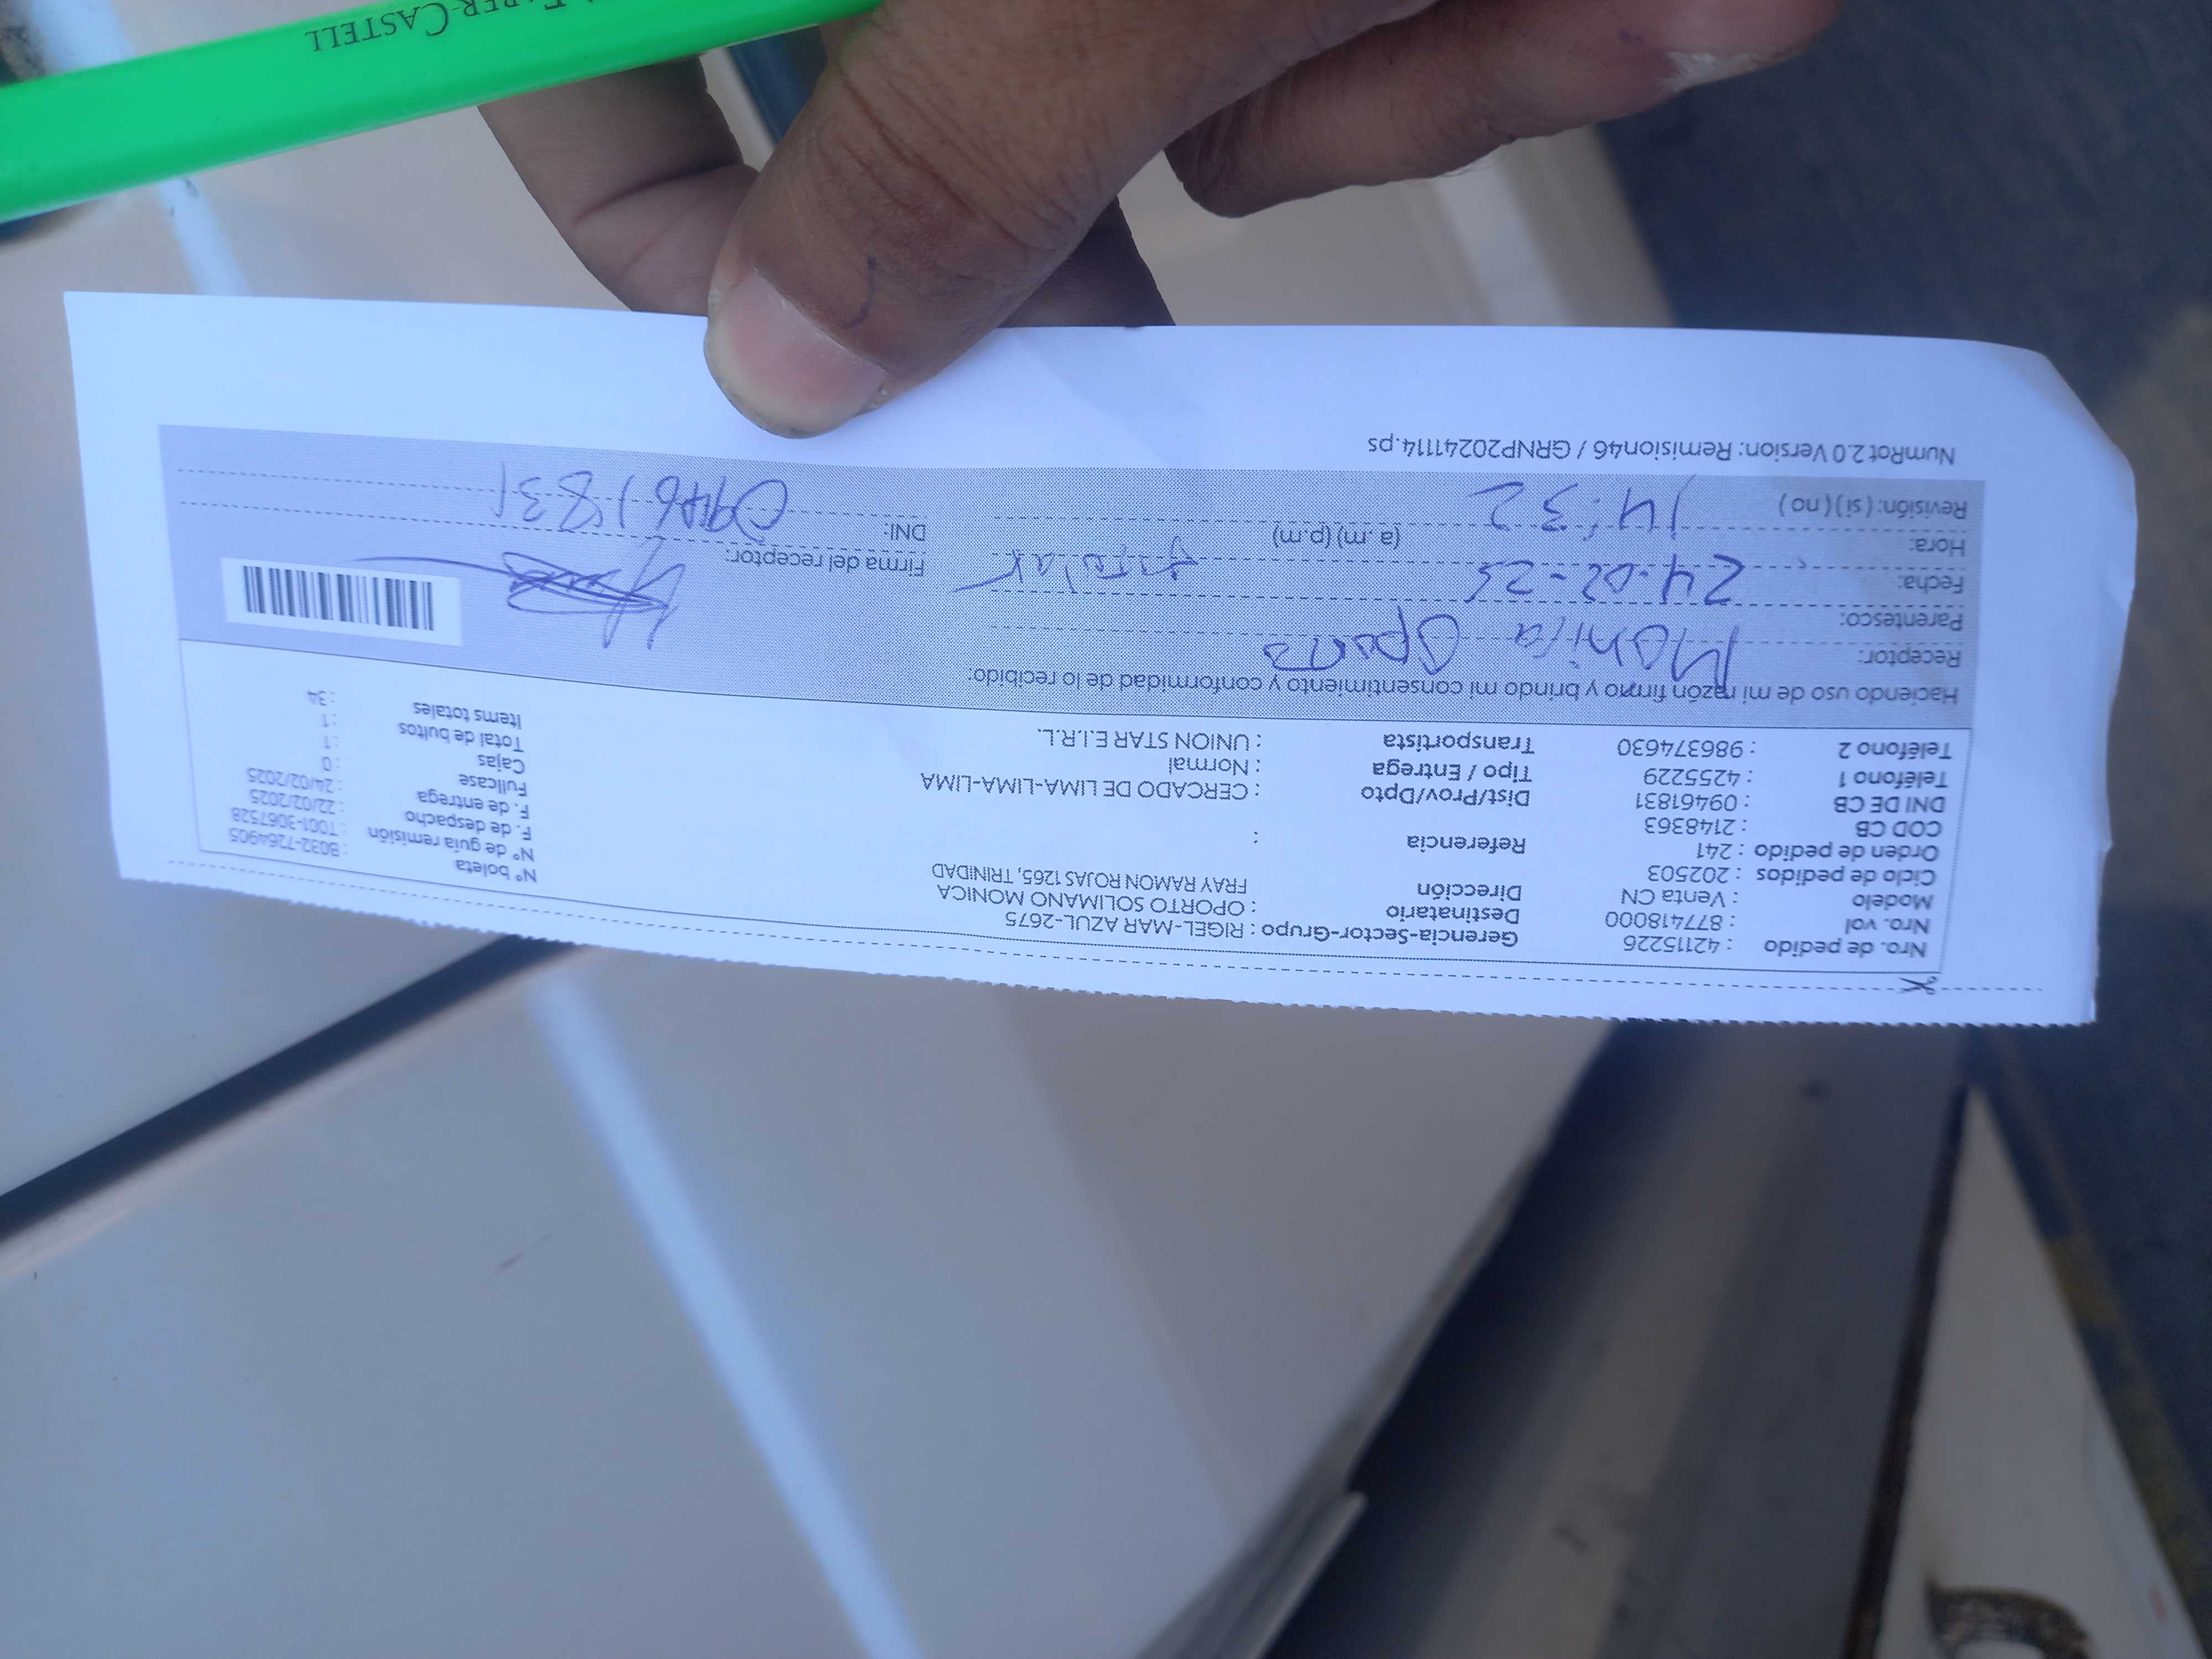 FABER-CASTELL
Nro. de pedido : 42115226
Nro. vol : 877418000
Modelo : Venta CN
Ciclo de pedidos : 202503
Orden de pedido : 241
COD CB : 2148363
DNI DE CB : 09461831
Teléfono 1 : 4255229
Teléfono 2 : 986374630
Gerencia-Sector-Grupo : RIGEL-MAR AZUL-2675
Destinatario : OPORTO SOLIMANO MONICA
Dirección FRAY RAMON ROJAS 1265, TRINIDAD
Referencia :
Dist/Prov/Dpto : CERCADO DE LIMA-LIMA-LIMA
Tipo / Entrega : Normal
Transportista : UNION STAR E.I.R.L.
N° boleta : B032-7264905
N° de guía remisión : T001-3067528
F. de despacho : 22/02/2025
F. de entrega : 24/02/2025
Fullcase : 0
Cajas : 1
Total de bultos : 1
Items totales : 34
Haciendo uso de mi razón firmo y brindo mi consentimiento y conformidad de lo recibido:
Receptor: Monica Oporto
Parentesco: titular
Fecha: 24-02-25
Hora: 14:32 (a.m) (p.m)
Revisión: ( si ) ( no )
Firma del receptor:
DNI: 09461831
NumRot 2.0 Version: Remision46 / GRNP20241114.ps